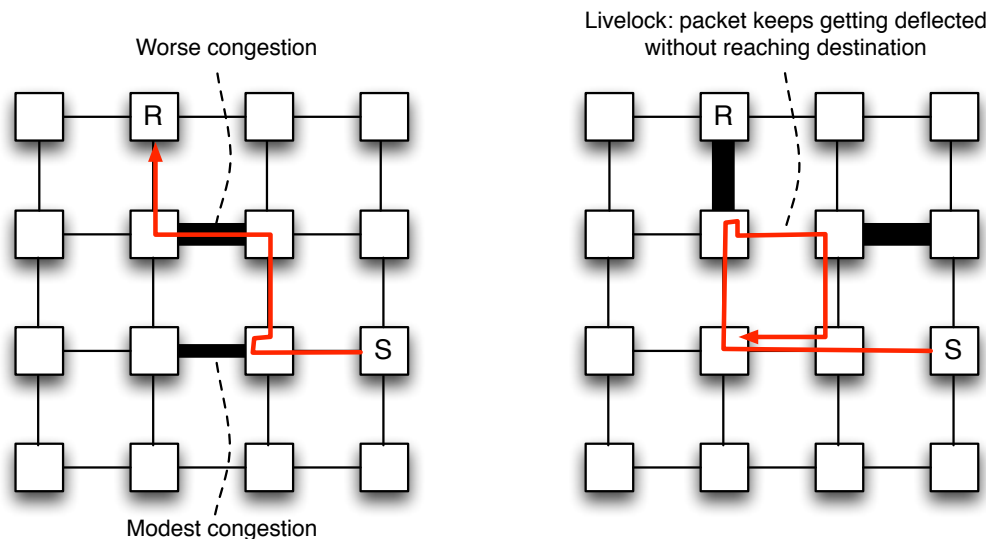 Worse congestion
R
S
Modest congestion
Livelock: packet keeps getting deflected
without reaching destination
R
S